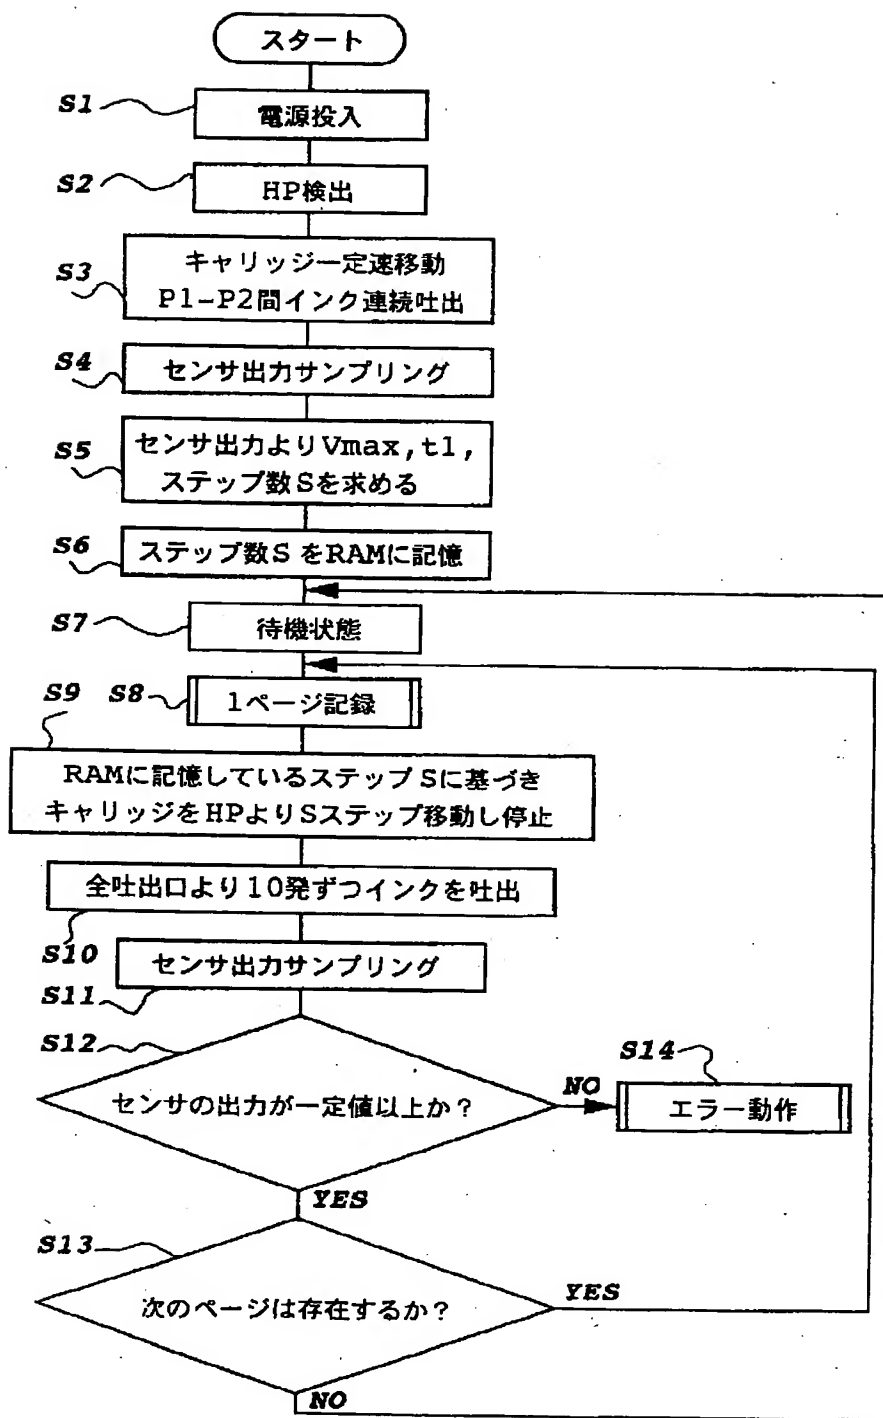 スタート
S1
電源投入
S2
HP検出
S3
キャリッジ一定速移動
P1-P2間インク連続吐出
S4
センサ出力サンプリング
S5
センサ出力よりVmax,t1,
ステップ数Sを求める
S6
ステップ数SをRAMに記憶
S7
待機状態
S9
S8
1ページ記録
RAMに記憶しているステップSに基づき
キャリッジをHPよりSステップ移動し停止
全吐出口より10発ずつインクを吐出
S10
センサ出力サンプリング
S11
S12
センサの出力が一定値以上か?
NO
S14
エラー動作
YES
S13
次のページは存在するか?
YES
NO